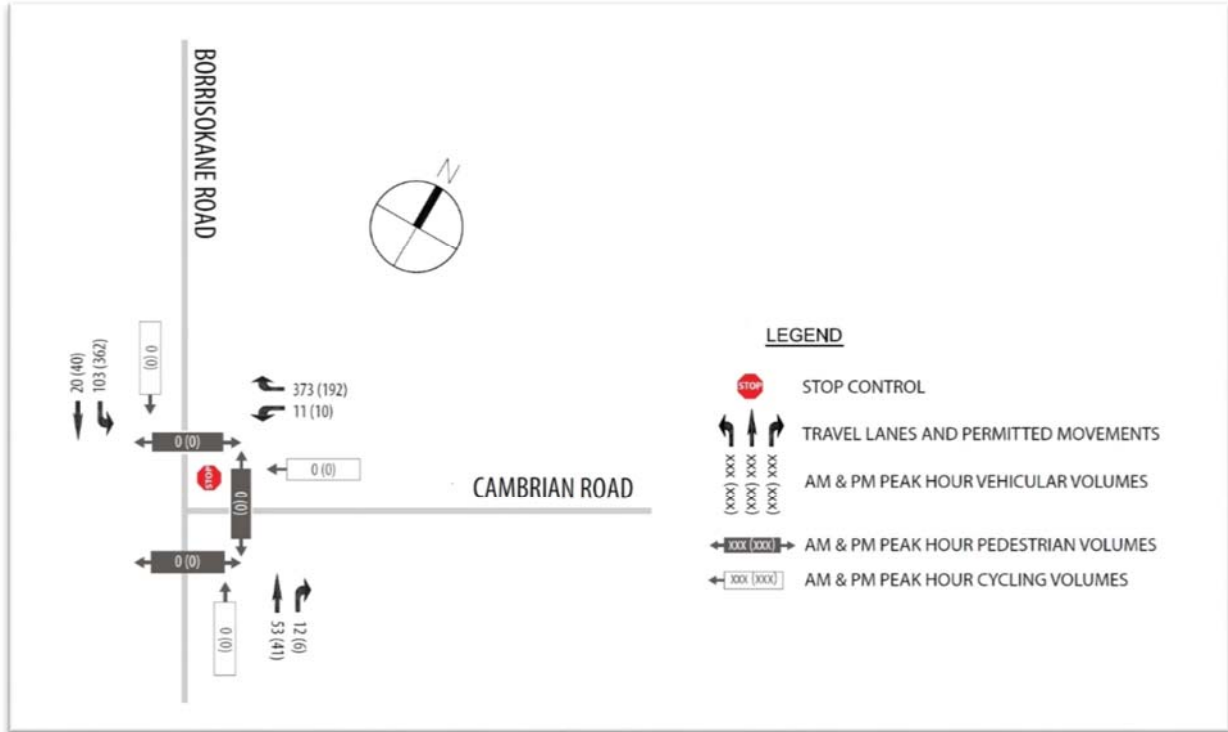 BORRISOKANE ROAD
N
20 (40)
103 (362)
0 (0)
373 (192)
11 (10)
0 (0)
STOP
0 (0)
0 (0)
CAMBRIAN ROAD
0 (0)
0 (0)
53 (41)
12 (6)
LEGEND
STOP
STOP CONTROL
TRAVEL LANES AND PERMITTED MOVEMENTS
XXX (XXX)
XXX (XXX)
XXX (XXX)
AM & PM PEAK HOUR VEHICULAR VOLUMES
XXX (XXX)
AM & PM PEAK HOUR PEDESTRIAN VOLUMES
XXX (XXX)
AM & PM PEAK HOUR CYCLING VOLUMES